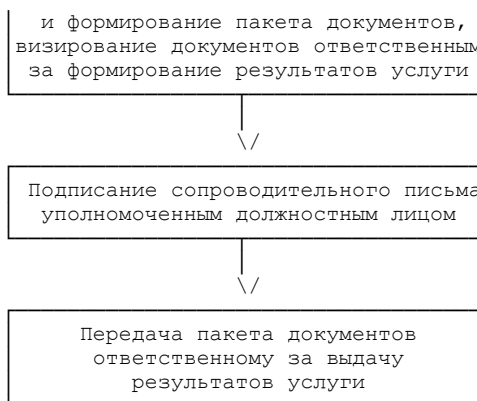 и формирование пакета документов,
визирование документов ответственным
за формирование результатов услуги
\/
Подписание сопроводительного письма
уполномоченным должностным лицом
\/
Передача пакета документов
ответственному за выдачу
результатов услуги